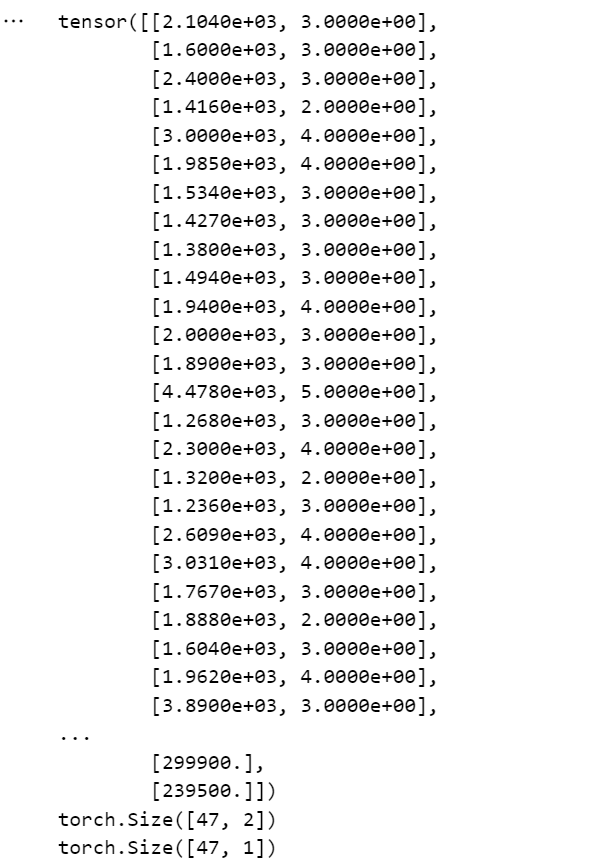 ... tensor([[2.1040e+03, 3.0000e+00],
[1.6000e+03, 3.0000e+00],
[2.4000e+03, 3.0000e+00],
[1.4160e+03, 2.0000e+00],
[3.0000e+03, 4.0000e+00],
[1.9850e+03, 4.0000e+00],
[1.5340e+03, 3.0000e+00],
[1.4270e+03, 3.0000e+00],
[1.3800e+03, 3.0000e+00],
[1.4940e+03, 3.0000e+00],
[1.9400e+03, 4.0000e+00],
[2.0000e+03, 3.0000e+00],
[1.8900e+03, 3.0000e+00],
[4.4780e+03, 5.0000e+00],
[1.2680e+03, 3.0000e+00],
[2.3000e+03, 4.0000e+00],
[1.3200e+03, 2.0000e+00],
[1.2360e+03, 3.0000e+00],
[2.6090e+03, 4.0000e+00],
[3.0310e+03, 4.0000e+00],
[1.7670e+03, 3.0000e+00],
[1.8880e+03, 2.0000e+00],
[1.6040e+03, 3.0000e+00],
[1.9620e+03, 4.0000e+00],
[3.8900e+03, 3.0000e+00],
...
[299900.],
[239500.]])
torch.Size([47, 2])
torch.Size([47, 1])